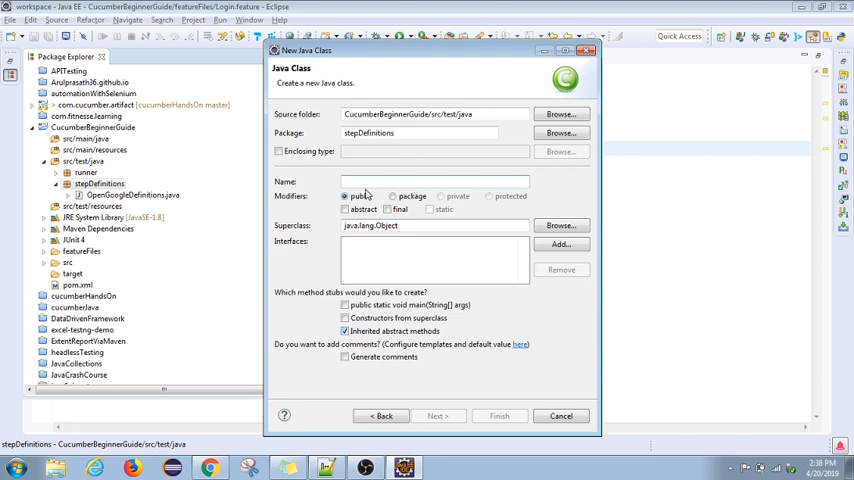 workspace - Java EE - CucumberBeginnerGuide/featureFiles/Login.feature - Eclipse
File Edit Source Refactor Navigate Search Project Run Window Help
Quick Access
Package Explorer
APITesting
Arulprasath36.github.io
automationWithSelenium
> com.cucumber.artifact [cucumberHandsOn master]
com.fitnesse.learning
CucumberBeginnerGuide
src/main/java
src/main/resources
src/test/java
runner
stepDefinitions
OpenGoogleDefinitions.java
src/test/resources
JRE System Library [JavaSE-1.8]
Maven Dependencies
JUnit 4
featureFiles
src
target
pom.xml
cucumberHandsOn
cucumberJava
DataDrivenFramework
excel-testng-demo
ExtentReportViaMaven
headlessTesting
JavaCollections
New Java Class
Java Class
Create a new Java class.
Source folder: CucumberBeginnerGuide/src/test/java Browse...
Package: stepDefinitions Browse...
Enclosing type: Browse...
Name:
Modifiers: public package private protected
abstract final static
Superclass: java.lang.Object Browse...
Interfaces: Add...
Remove
Which method stubs would you like to create?
public static void main(String[] args)
Constructors from superclass
Inherited abstract methods
Do you want to add comments? (Configure templates and default value here)
Generate comments
< Back Next > Finish Cancel
stepDefinitions - CucumberBeginnerGuide/src/test/java
2:38 PM
4/20/2019